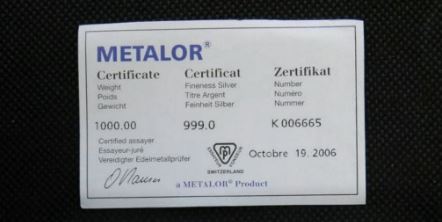 METALOR®
Certificate Certificat Zertifikat
Weight Fineness Silver Number
Poids Titre Argent Numéro
Gewicht Feinheit Silber Nummer
1000.00 999.0 K 006665
Certified assayer
Essayeur-juré
Vereidigter Edelmetallprüfer
Octobre 19, 2006
SWITZERLAND
a METALOR® Product